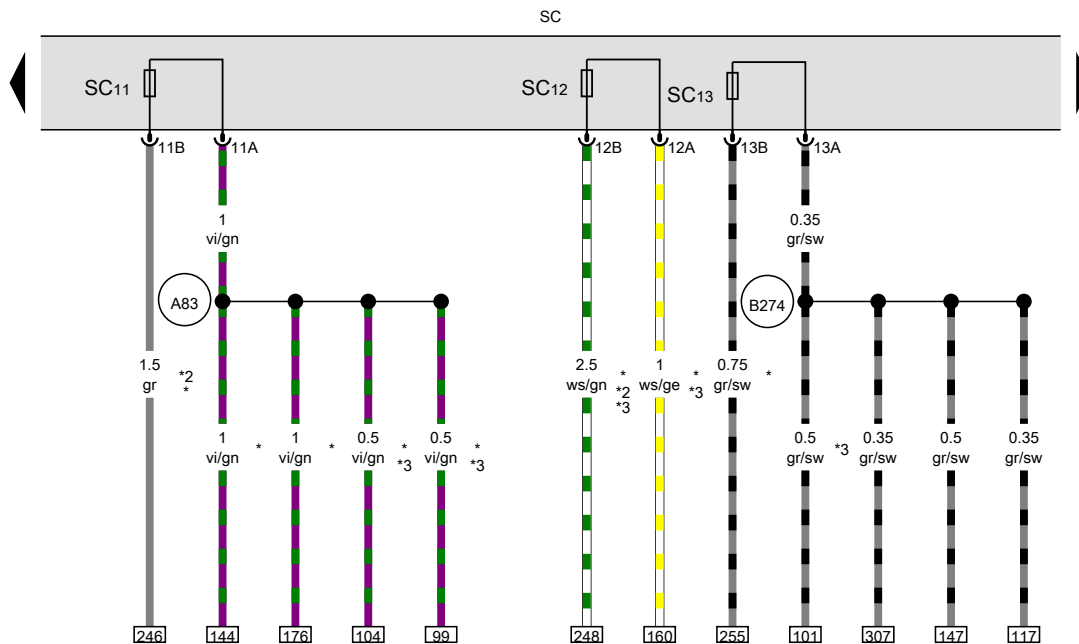 SC
SC11
SC12
SC13
11B
11A
12B
12A
13B
13A
1
vi/gn
0.35
gr/sw
A83
B274
1.5
gr
*2
*
2.5
ws/gn
*
*2
*3
1
ws/ge
*
*3
0.75
gr/sw
*
1
vi/gn
*
1
vi/gn
*
0.5
vi/gn
*
*3
0.5
vi/gn
*
*3
0.5
gr/sw
*3
0.35
gr/sw
0.5
gr/sw
0.35
gr/sw
246
144
176
104
99
248
160
255
101
307
147
117